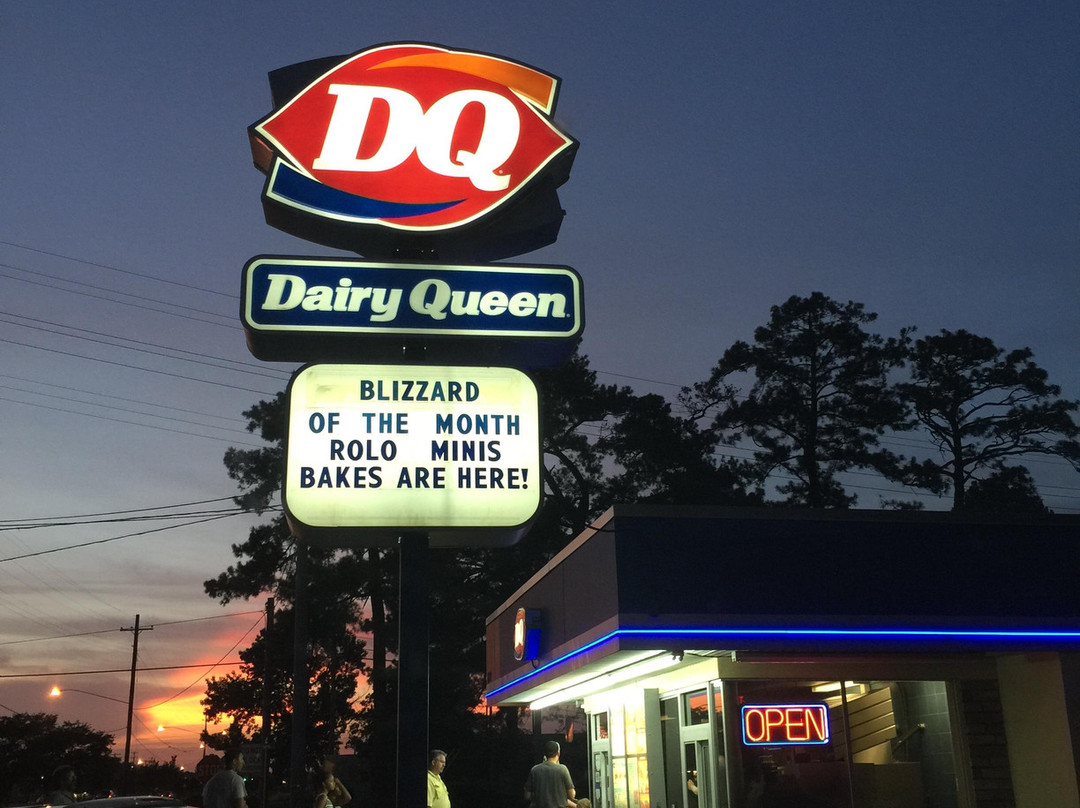 DQ
Dairy Queen
BLIZZARD
OF THE MONTH
ROLO MINIS
BAKES ARE HERE!
OPEN